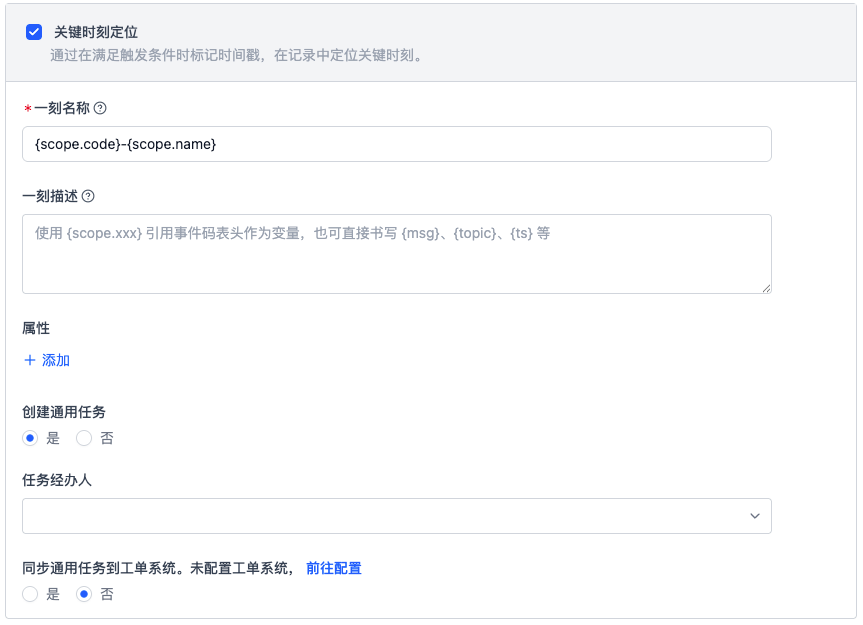 关键时刻定位
通过在满足触发条件时标记时间戳，在记录中定位关键时刻。
*一刻名称
{scope.code}-{scope.name}
一刻描述
使用 {scope.xxx} 引用事件码表头作为变量，也可直接书写 {msg}、{topic}、{ts} 等
属性
+ 添加
创建通用任务
是 否
任务经办人
同步通用任务到工单系统。未配置工单系统， 前往配置
是 否